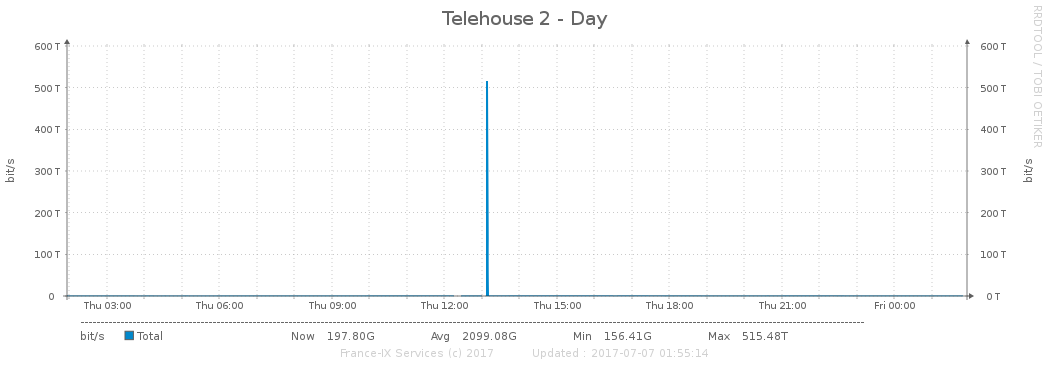 Telehouse 2 - Day
RRDTOOL / TOBI OETIKER
bit/s
bit/s
600 T 600 T
500 T 500 T
400 T 400 T
300 T 300 T
200 T 200 T
100 T 100 T
0 0 T
Thu 03:00 Thu 06:00 Thu 09:00 Thu 12:00 Thu 15:00 Thu 18:00 Thu 21:00 Fri 00:00
bit/s Total Now 197.80G Avg 2099.08G Min 156.41G Max 515.48T
France-IX Services (c) 2017 Updated : 2017-07-07 01:55:14